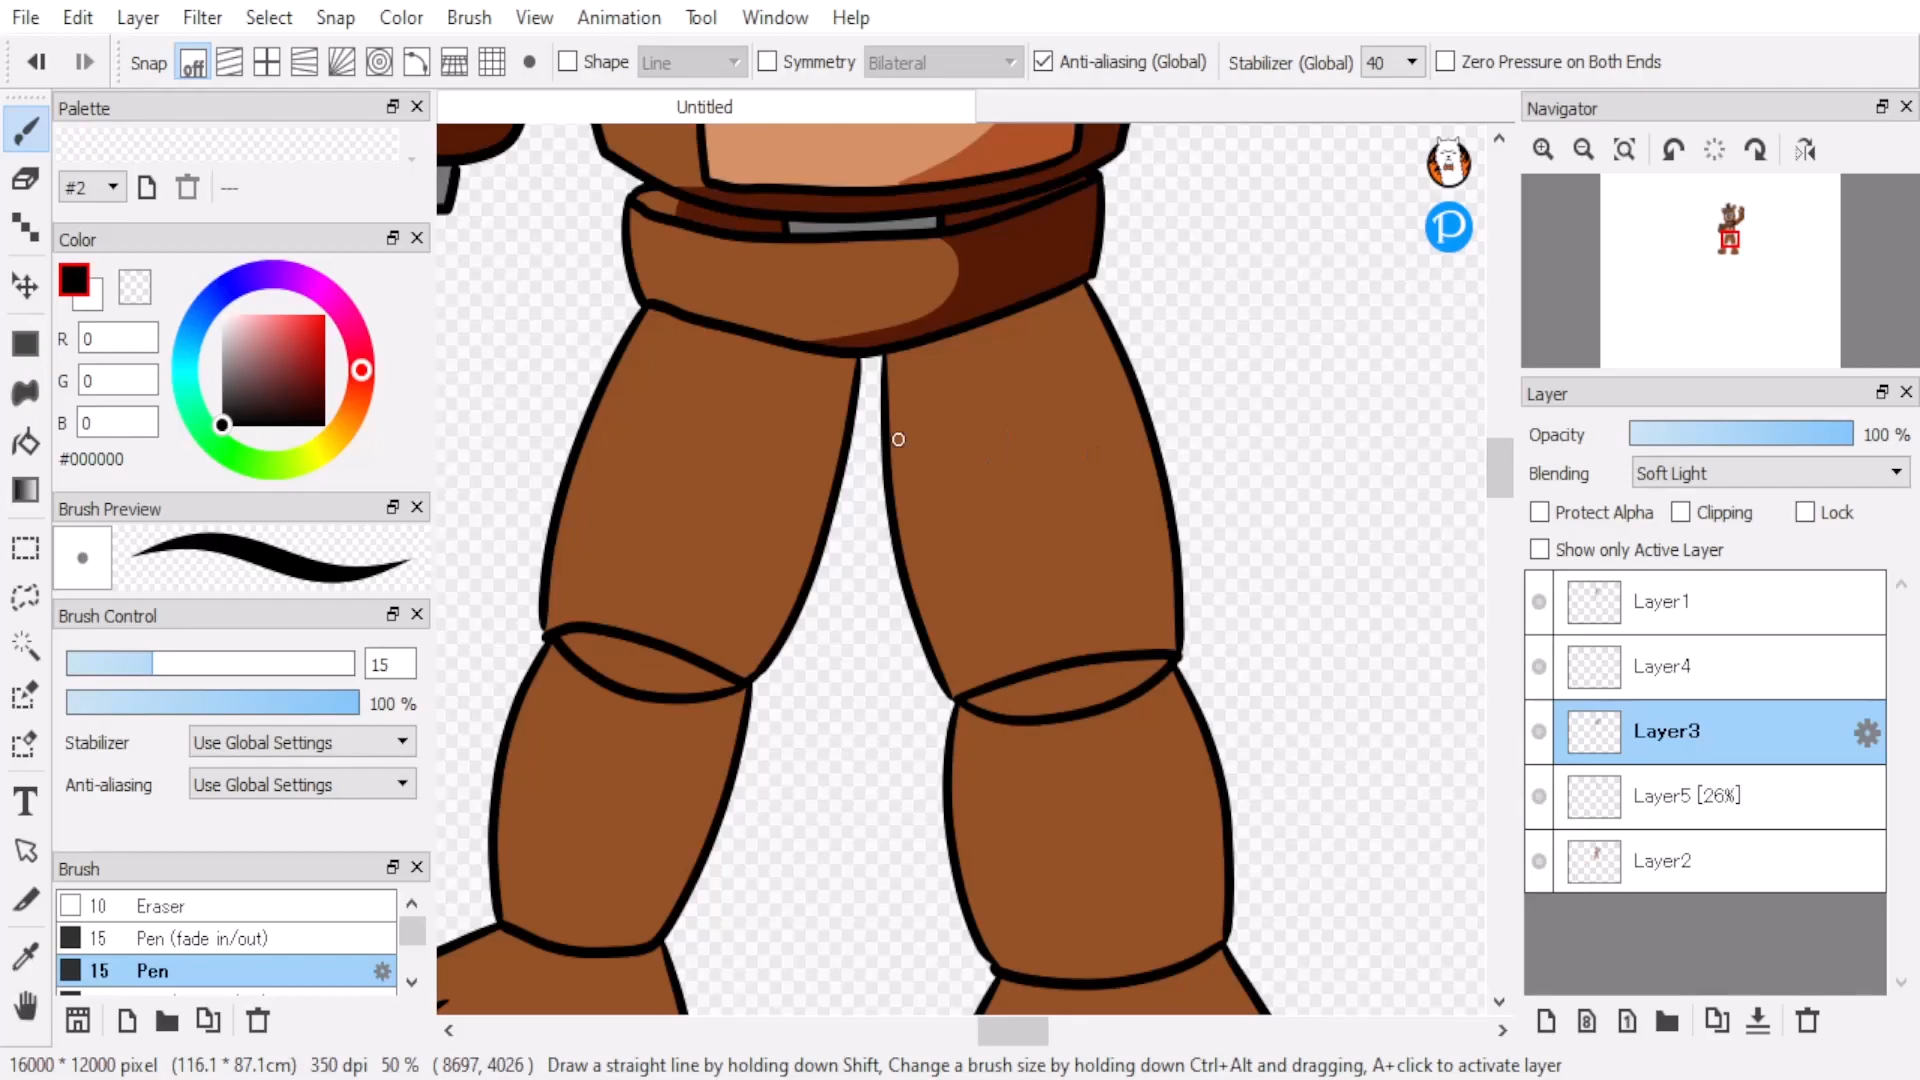 File Edit Layer Filter Select Snap Color Brush View Animation Tool Window Help
Snap off Shape Line Symmetry Bilateral Anti-aliasing (Global) Stabilizer (Global) 40 Zero Pressure on Both Ends
Palette
#2 ---
Color
R 0
G 0
B 0
#000000
Brush Preview
Brush Control
15
100 %
Stabilizer Use Global Settings
Anti-aliasing Use Global Settings
Brush
10 Eraser
15 Pen (fade in/out)
15 Pen
T
Untitled
P
Navigator
Layer
Opacity 100 %
Blending Soft Light
Protect Alpha Clipping Lock
Show only Active Layer
Layer1
Layer4
Layer3
Layer5 [26%]
Layer2
8 1
16000 * 12000 pixel (116.1 * 87.1cm) 350 dpi 50 % ( 8697, 4026 ) Draw a straight line by holding down Shift, Change a brush size by holding down Ctrl+Alt and dragging, A+click to activate layer